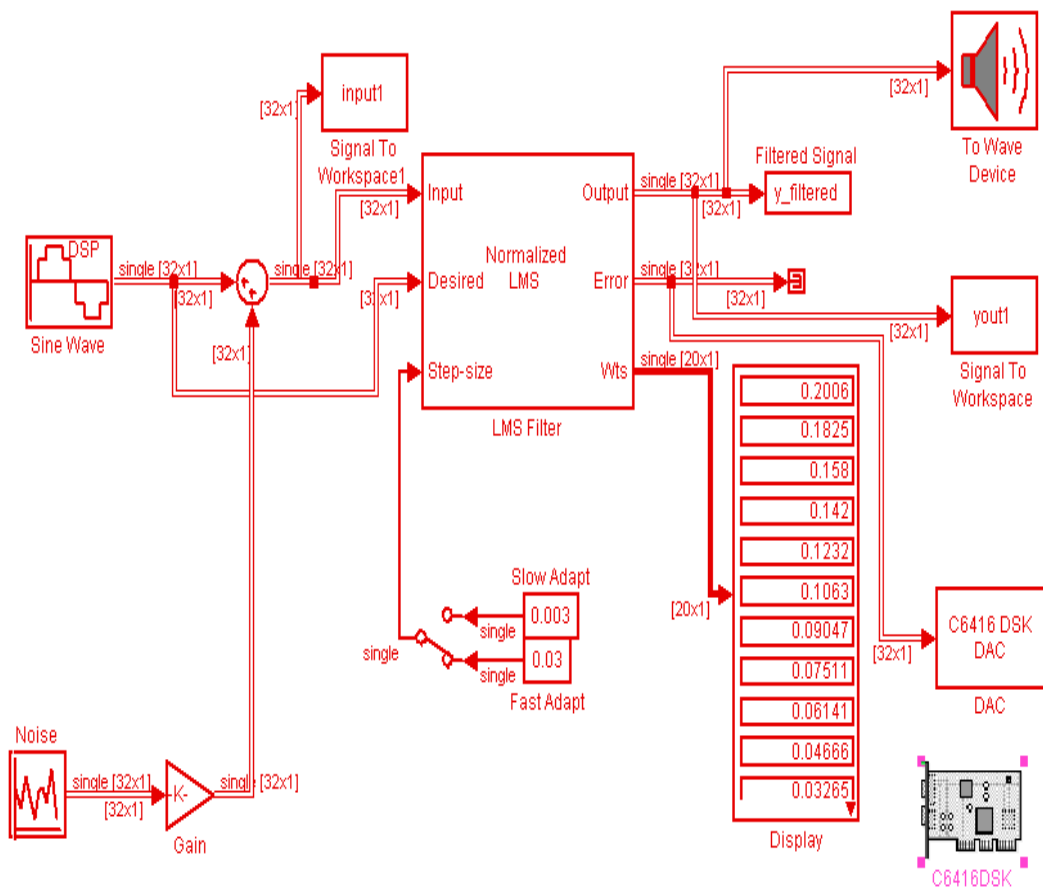 input1
[32x1]
Signal To
Workspace1
[32x1]
DSP
single [32x1]
[32x1]
Sine Wave
single [32x1]
[32x1]
[32x1]
Input
Desired
Step-size
Normalized
LMS
Output
Error
Wts
LMS Filter
single [32x1]
[32x1]
Filtered Signal
y_filtered
[32x1]
To Wave
Device
single [32x1]
[32x1]
[32x1]
yout1
Signal To
Workspace
single [20x1]
[20x1]
0.2006
0.1825
0.158
0.142
0.1232
0.1063
0.09047
0.07511
0.06141
0.04666
0.03265
Display
Slow Adapt
0.003
single
single
0.03
single
Fast Adapt
[32x1]
C6416 DSK
DAC
DAC
Noise
single [32x1]
[32x1]
-K-
single [32x1]
Gain
C6416DSK